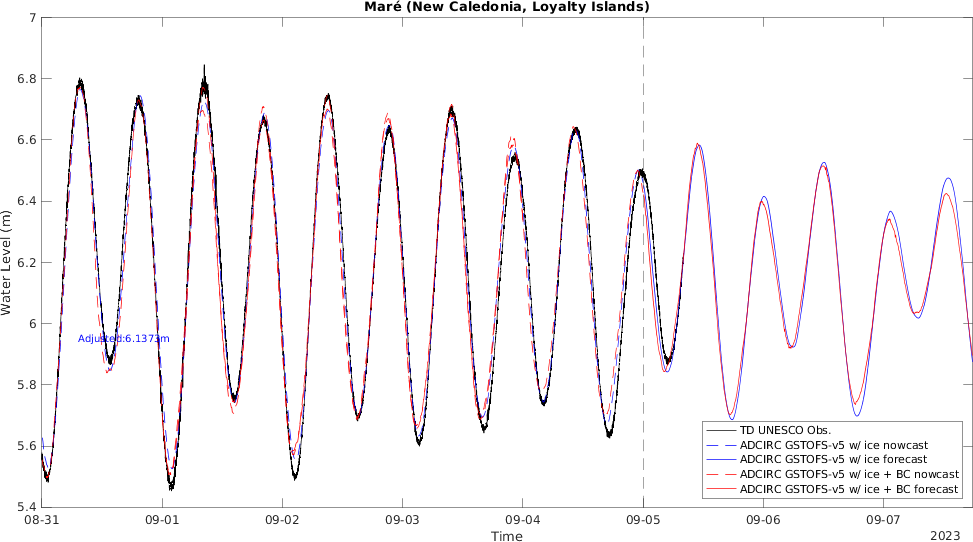 Maré (New Caledonia, Loyalty Islands)
7
6.8
6.6
6.4
6.2
6
5.8
5.6
5.4
Water Level (m)
Adjusted:6.1373m
TD UNESCO Obs.
ADCIRC GSTOFS-v5 w/ ice nowcast
ADCIRC GSTOFS-v5 w/ ice forecast
ADCIRC GSTOFS-v5 w/ ice + BC nowcast
ADCIRC GSTOFS-v5 w/ ice + BC forecast
08-31 09-01 09-02 09-03 09-04 09-05 09-06 09-07
Time
2023